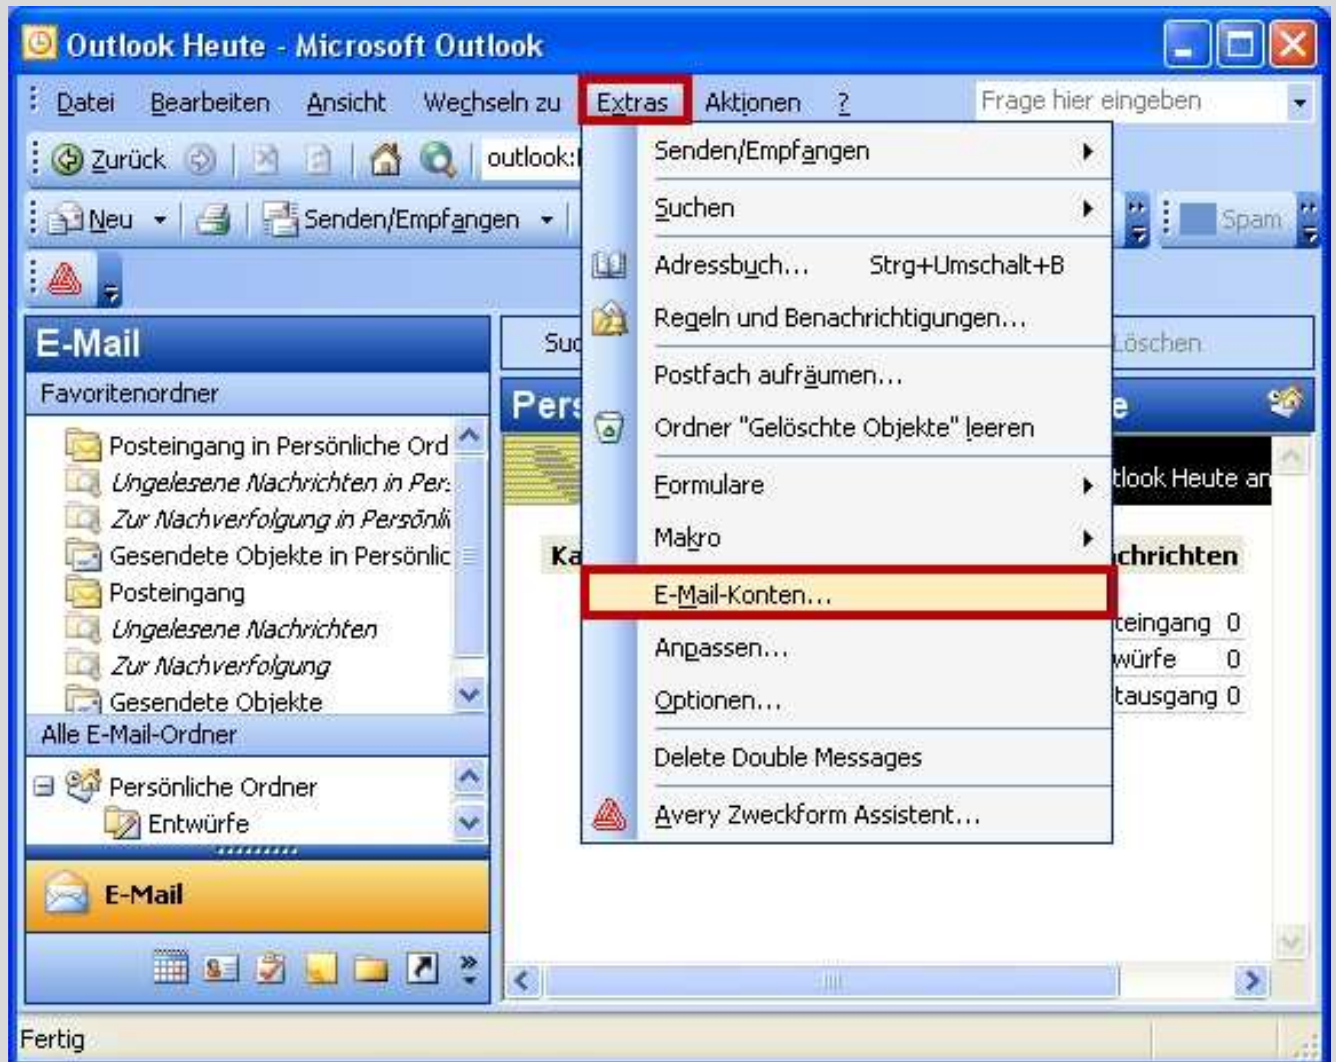 Outlook Heute - Microsoft Outlook
Datei Bearbeiten Ansicht Wechseln zu Extras Aktionen ? Frage hier eingeben
Zurück outlook:
Neu Senden/Empfangen Spam
E-Mail
Favoritenordner
Posteingang in Persönliche Ord
Ungelesene Nachrichten in Per
Zur Nachverfolgung in Persönli
Gesendete Objekte in Persönlic
Posteingang
Ungelesene Nachrichten
Zur Nachverfolgung
Gesendete Objekte
Alle E-Mail-Ordner
Persönliche Ordner
Entwürfe
E-Mail
Senden/Empfangen
Suchen
Adressbuch... Strg+Umschalt+B
Regeln und Benachrichtigungen...
Postfach aufräumen...
Ordner "Gelöschte Objekte" leeren
Formulare
Makro
E-Mail-Konten...
Anpassen...
Optionen...
Delete Double Messages
Avery Zweckform Assistent...
Suc Löschen
Pers e
tlook Heute an
Ka chrichten
teingang 0
würfe 0
tausgang 0
Fertig